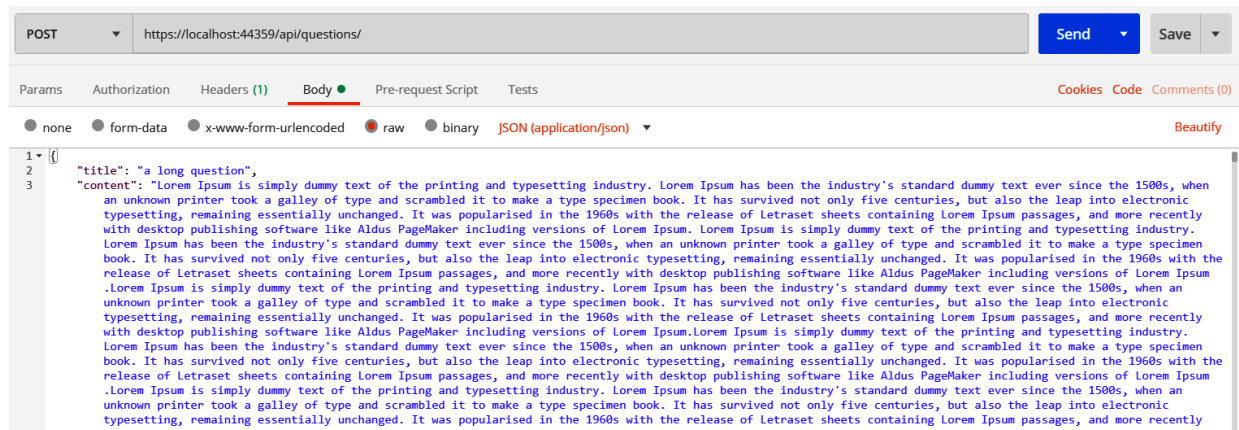 POST https://localhost:44359/api/questions/ Send Save
Params Authorization Headers (1) Body Pre-request Script Tests Cookies Code Comments (0)
none form-data x-www-form-urlencoded raw binary JSON (application/json) Beautify
1 {
2 "title": "a long question",
3 "content": "Lorem Ipsum is simply dummy text of the printing and typesetting industry. Lorem Ipsum has been the industry's standard dummy text ever since the 1500s, when
an unknown printer took a galley of type and scrambled it to make a type specimen book. It has survived not only five centuries, but also the leap into electronic
typesetting, remaining essentially unchanged. It was popularised in the 1960s with the release of Letraset sheets containing Lorem Ipsum passages, and more recently
with desktop publishing software like Aldus PageMaker including versions of Lorem Ipsum. Lorem Ipsum is simply dummy text of the printing and typesetting industry.
Lorem Ipsum has been the industry's standard dummy text ever since the 1500s, when an unknown printer took a galley of type and scrambled it to make a type specimen
book. It has survived not only five centuries, but also the leap into electronic typesetting, remaining essentially unchanged. It was popularised in the 1960s with the
release of Letraset sheets containing Lorem Ipsum passages, and more recently with desktop publishing software like Aldus PageMaker including versions of Lorem Ipsum
.Lorem Ipsum is simply dummy text of the printing and typesetting industry. Lorem Ipsum has been the industry's standard dummy text ever since the 1500s, when an
unknown printer took a galley of type and scrambled it to make a type specimen book. It has survived not only five centuries, but also the leap into electronic
typesetting, remaining essentially unchanged. It was popularised in the 1960s with the release of Letraset sheets containing Lorem Ipsum passages, and more recently
with desktop publishing software like Aldus PageMaker including versions of Lorem Ipsum.Lorem Ipsum is simply dummy text of the printing and typesetting industry.
Lorem Ipsum has been the industry's standard dummy text ever since the 1500s, when an unknown printer took a galley of type and scrambled it to make a type specimen
book. It has survived not only five centuries, but also the leap into electronic typesetting, remaining essentially unchanged. It was popularised in the 1960s with the
release of Letraset sheets containing Lorem Ipsum passages, and more recently with desktop publishing software like Aldus PageMaker including versions of Lorem Ipsum
.Lorem Ipsum is simply dummy text of the printing and typesetting industry. Lorem Ipsum has been the industry's standard dummy text ever since the 1500s, when an
unknown printer took a galley of type and scrambled it to make a type specimen book. It has survived not only five centuries, but also the leap into electronic
typesetting, remaining essentially unchanged. It was popularised in the 1960s with the release of Letraset sheets containing Lorem Ipsum passages, and more recently